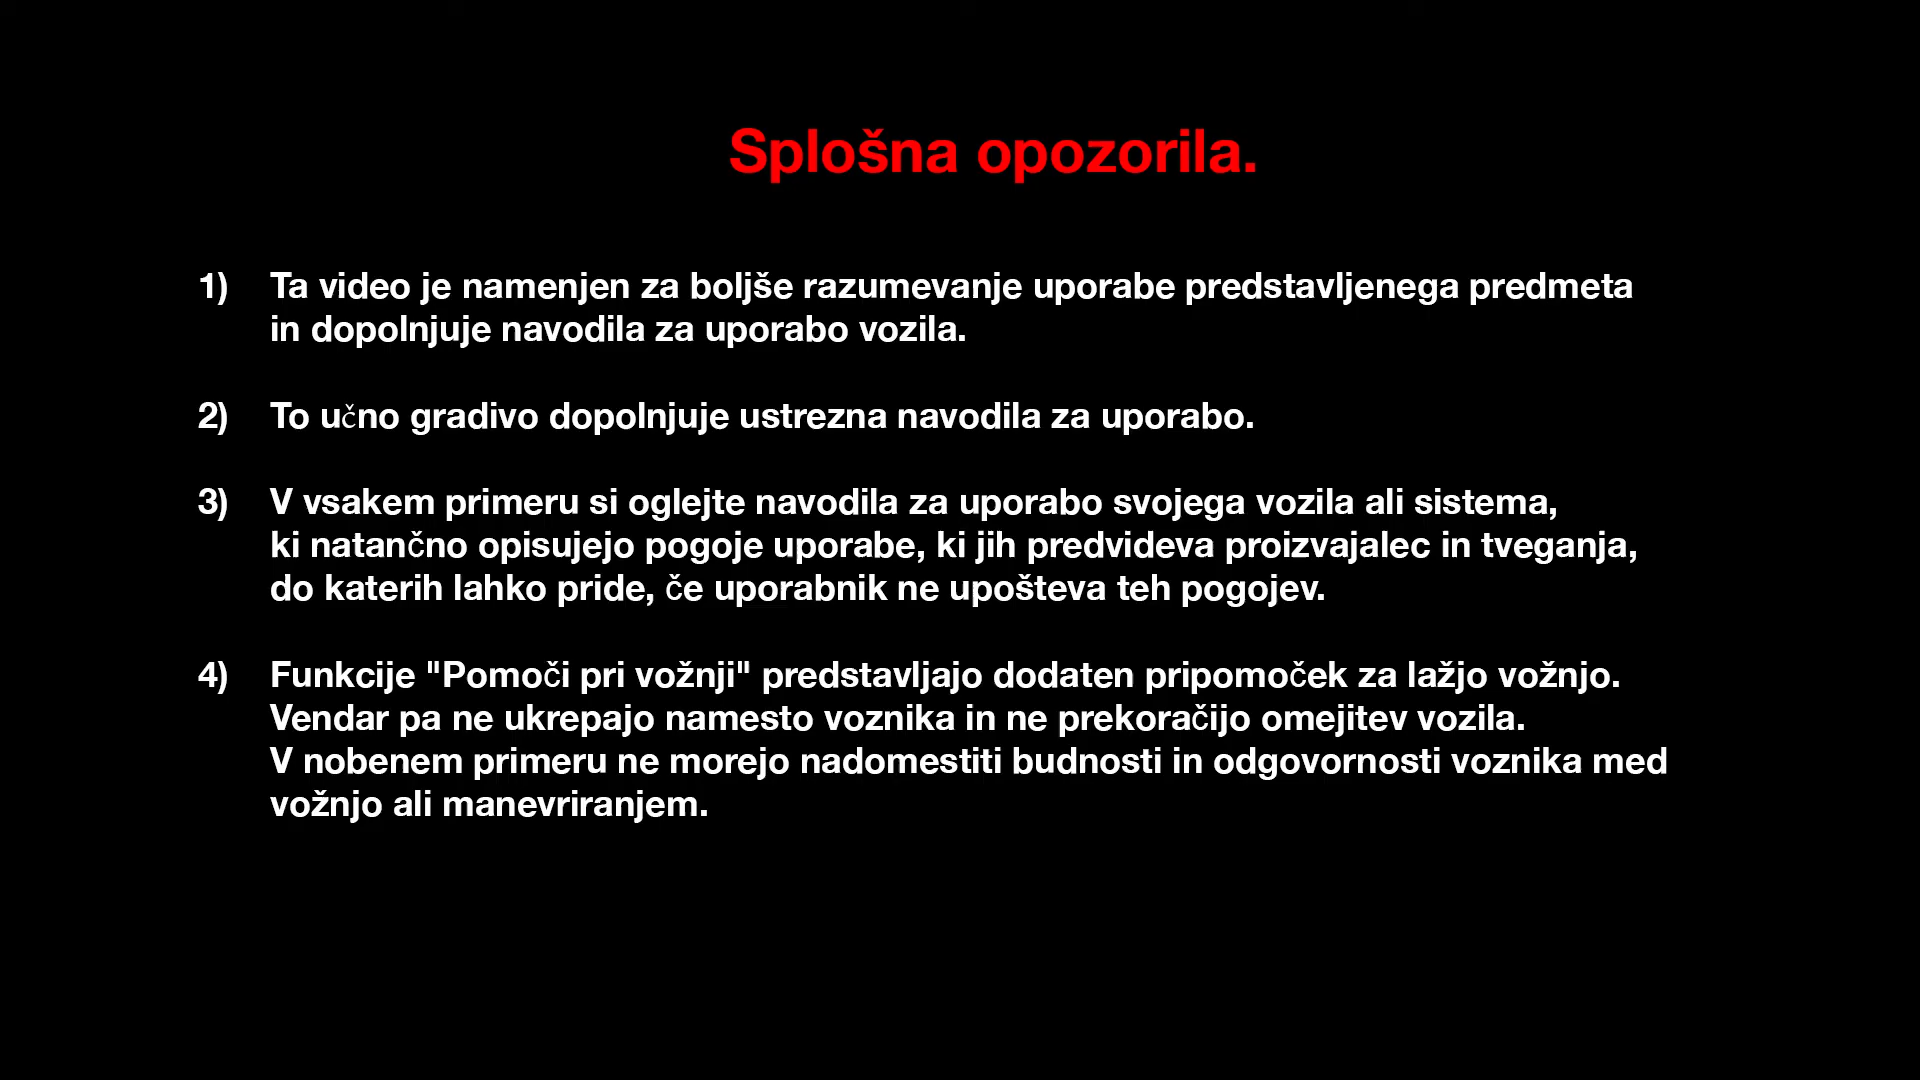 Splošna opozorila.
1) Ta video je namenjen za boljše razumevanje uporabe predstavljenega predmeta
in dopolnjuje navodila za uporabo vozila.
2) To učno gradivo dopolnjuje ustrezna navodila za uporabo.
3) V vsakem primeru si oglejte navodila za uporabo svojega vozila ali sistema,
ki natančno opisujejo pogoje uporabe, ki jih predvideva proizvajalec in tveganja,
do katerih lahko pride, če uporabnik ne upošteva teh pogojev.
4) Funkcije "Pomoči pri vožnji" predstavljajo dodaten pripomoček za lažjo vožnjo.
Vendar pa ne ukrepajo namesto voznika in ne prekoračijo omejitev vozila.
V nobenem primeru ne morejo nadomestiti budnosti in odgovornosti voznika med
vožnjo ali manevriranjem.